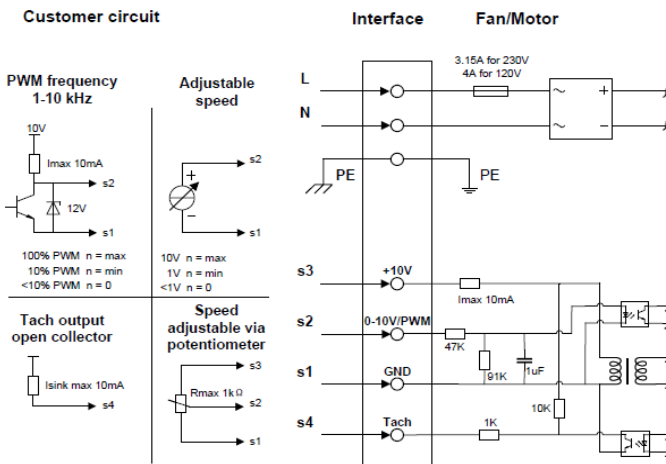 Customer circuit
Interface
Fan/Motor
PWM frequency
1-10 kHz
10V
Imax 10mA
s2
12V
s1
100% PWM n = max
10% PWM n = min
<10% PWM n = 0
Adjustable
speed
s2
+
−
s1
10V n = max
1V n = min
<1V n = 0
Tach output
open collector
Isink max 10mA
s4
Speed
adjustable via
potentiometer
s3
Rmax 1kΩ
s2
s1
L
3.15A for 230V
4A for 120V
~ +
N
~ −
PE
PE
s3
+10V
Imax 10mA
s2
0-10V/PWM
47K
91K
1uF
s1
GND
10K
s4
Tach
1K